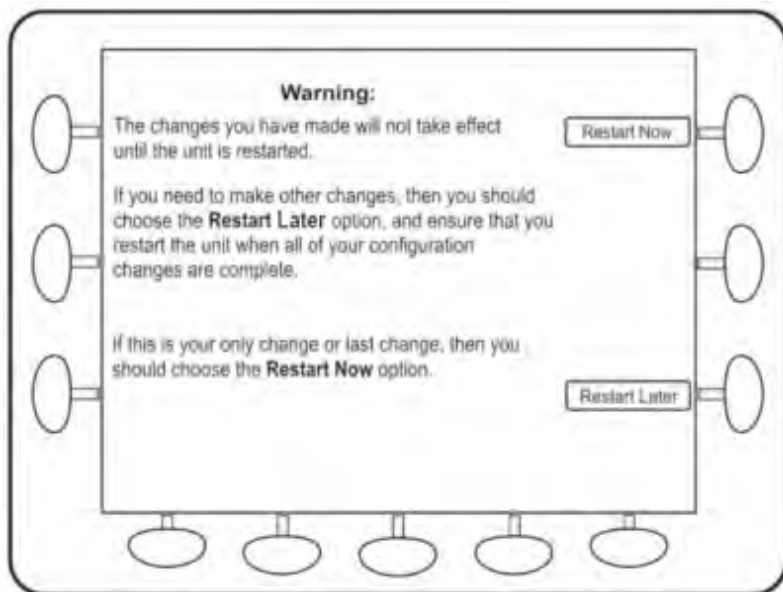 Warning:
The changes you have made will not take effect
until the unit is restarted.
Restart Now
If you need to make other changes, then you should
choose the Restart Later option, and ensure that you
restart the unit when all of your configuration
changes are complete.
If this is your only change or last change, then you
should choose the Restart Now option.
Restart Later